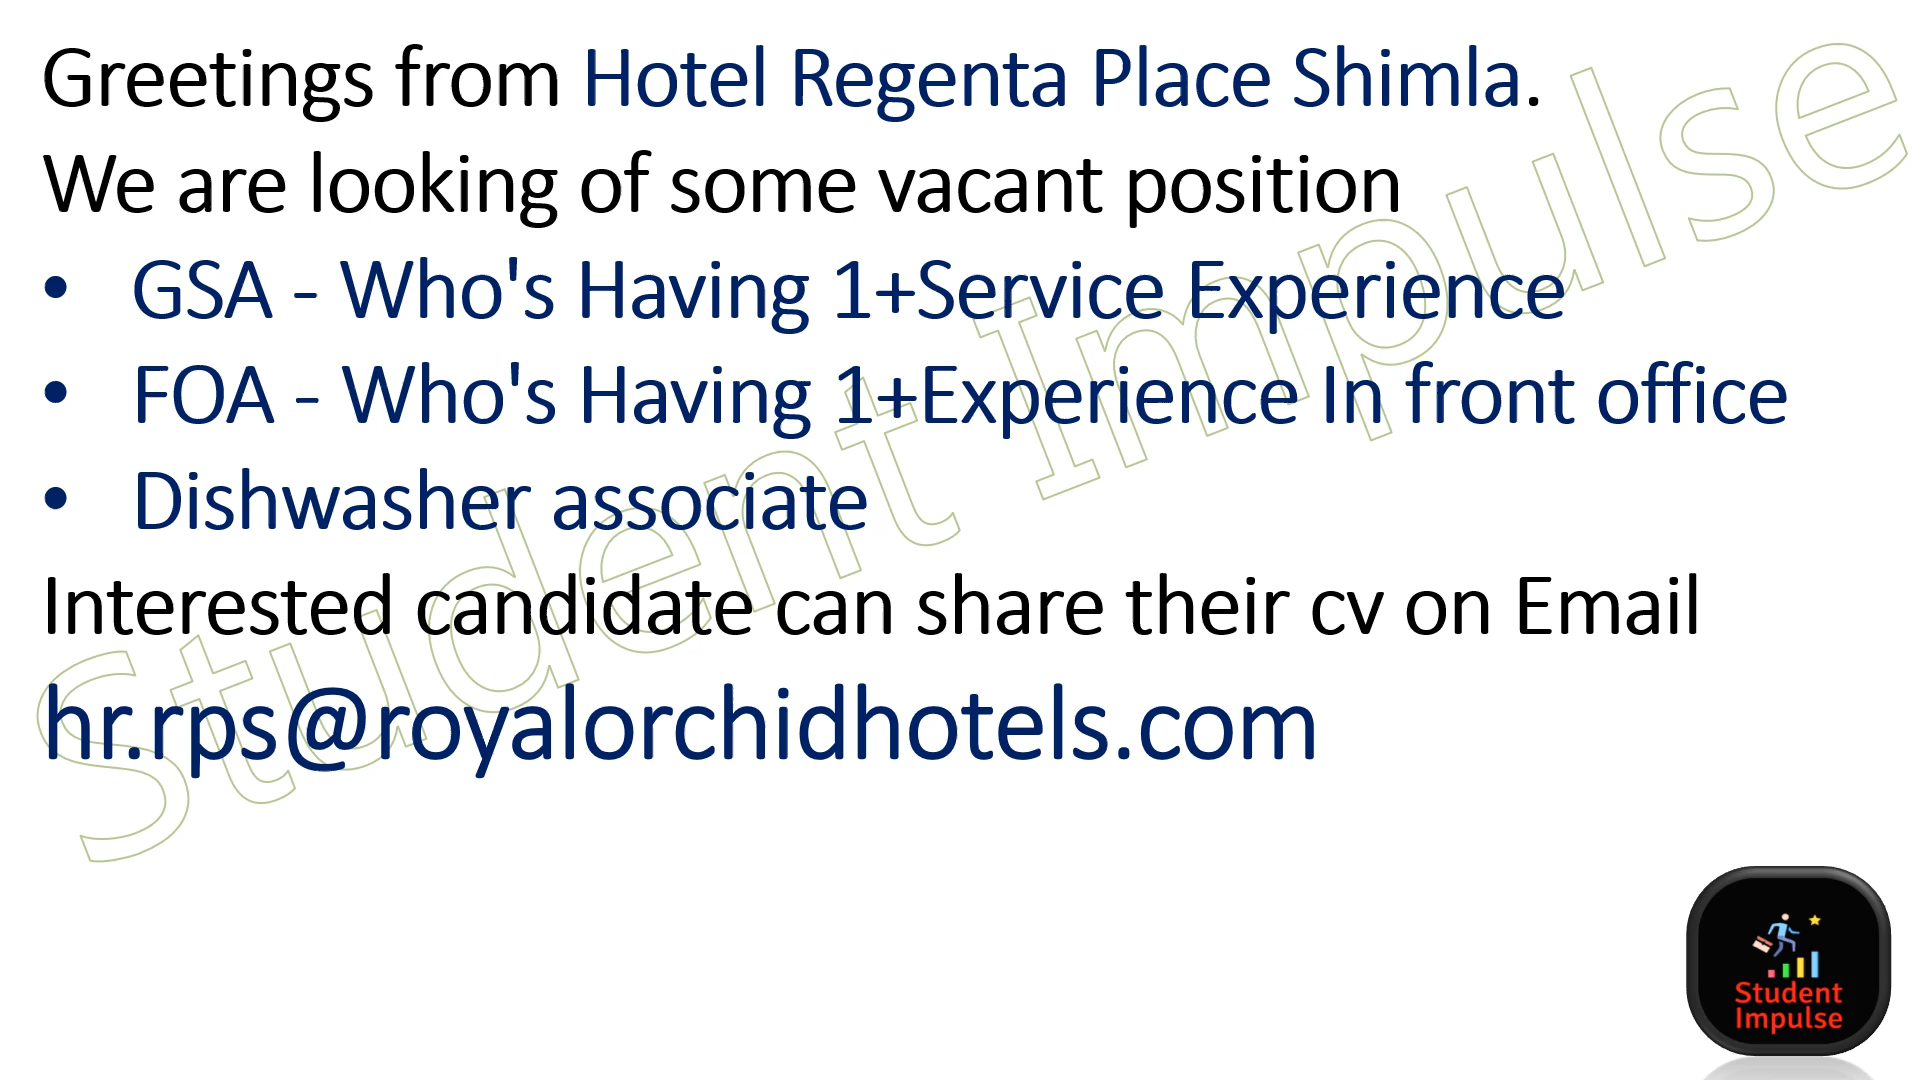 Greetings from Hotel Regenta Place Shimla.
We are looking of some vacant position
• GSA - Who's Having 1+Service Experience
• FOA - Who's Having 1+Experience In front office
• Dishwasher associate
Interested candidate can share their cv on Email
hr.rps@royalorchidhotels.com
Student Impulse
Student
Impulse